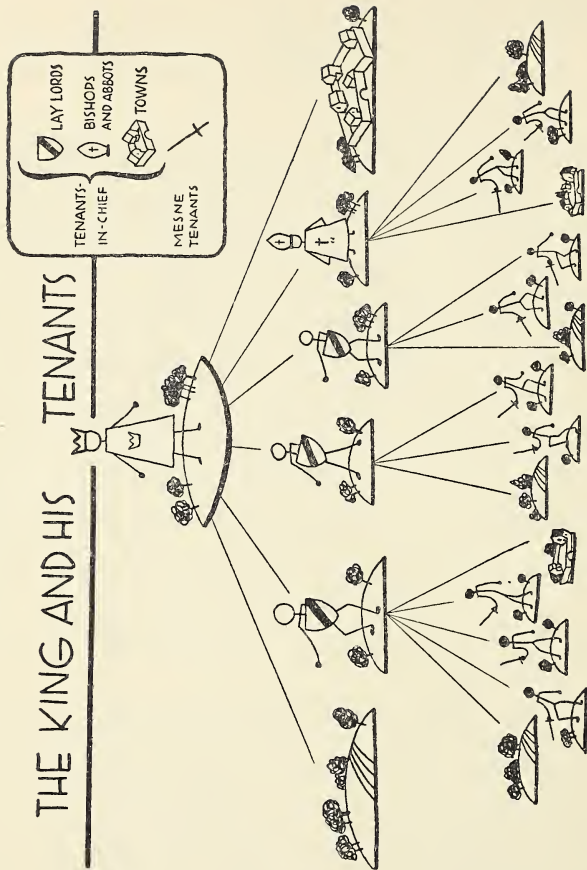 THE KING AND HIS TENANTS
TENANTS-
IN-CHIEF
LAY LORDS
BISHOPS
AND ABBOTS
TOWNS
MESNE
TENANTS